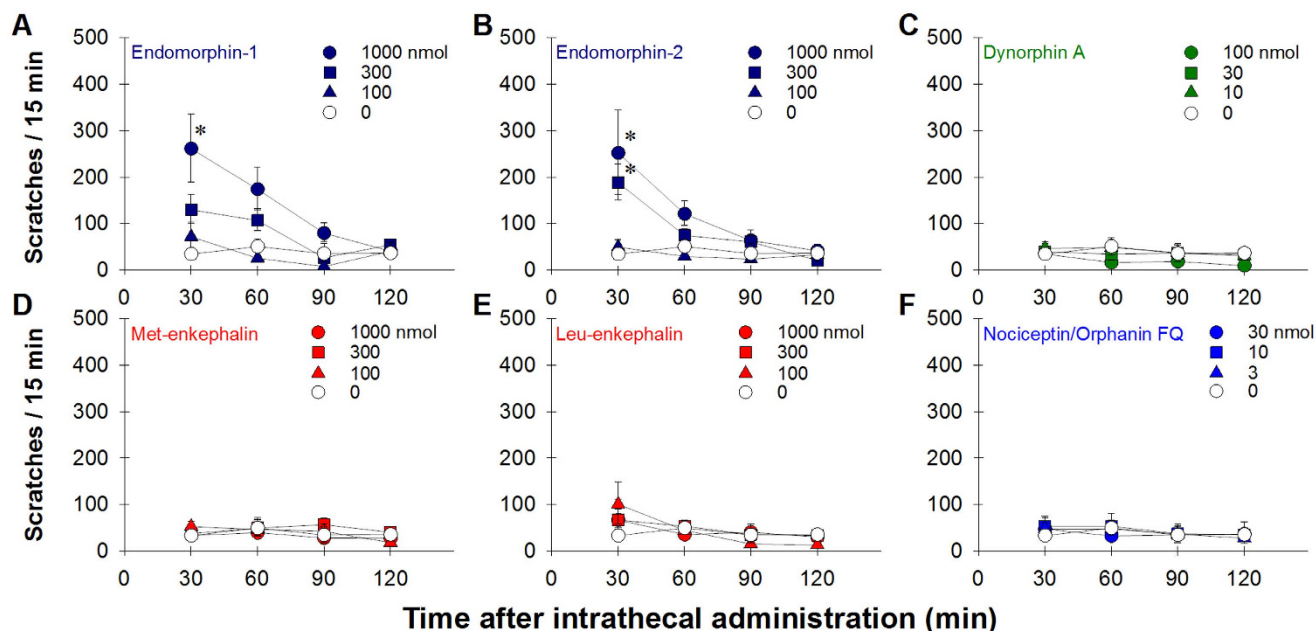 A
Scratches / 15 min
500
400
300
200
100
0
Endomorphin-1
1000 nmol
300
100
0
*
0 30 60 90 120
B
500
400
300
200
100
0
Endomorphin-2
1000 nmol
300
100
0
*
*
0 30 60 90 120
C
500
400
300
200
100
0
Dynorphin A
100 nmol
30
10
0
0 30 60 90 120
D
Scratches / 15 min
500
400
300
200
100
0
Met-enkephalin
1000 nmol
300
100
0
0 30 60 90 120
E
500
400
300
200
100
0
Leu-enkephalin
1000 nmol
300
100
0
0 30 60 90 120
F
500
400
300
200
100
0
Nociceptin/Orphanin FQ
30 nmol
10
3
0
0 30 60 90 120
Time after intrathecal administration (min)